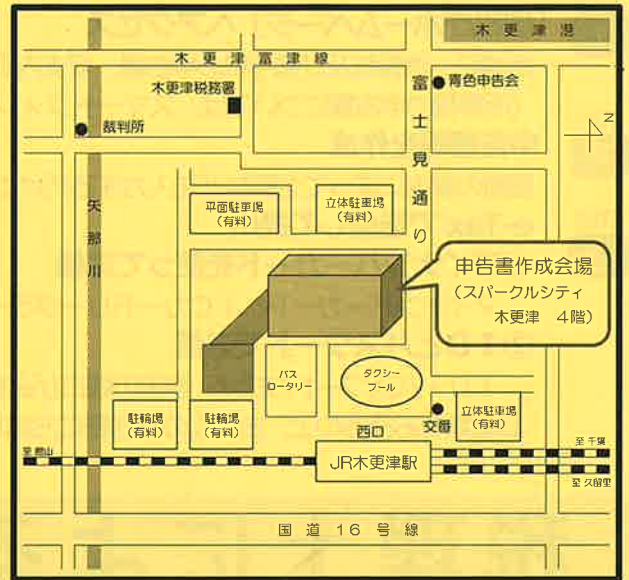 木更津港
木更津富津線
木更津税務署
青色申告会
裁判所
富士見通り
N
矢那川
平面駐車場
(有料)
立体駐車場
(有料)
申告書作成会場
(スパークルシティ
木更津 4階)
バス
ロータリー
タクシー
プール
駐輪場
(有料)
駐輪場
(有料)
西口
交番
立体駐車場
(有料)
至 館山
JR木更津駅
至 千葉
至 久留里
国道16号線